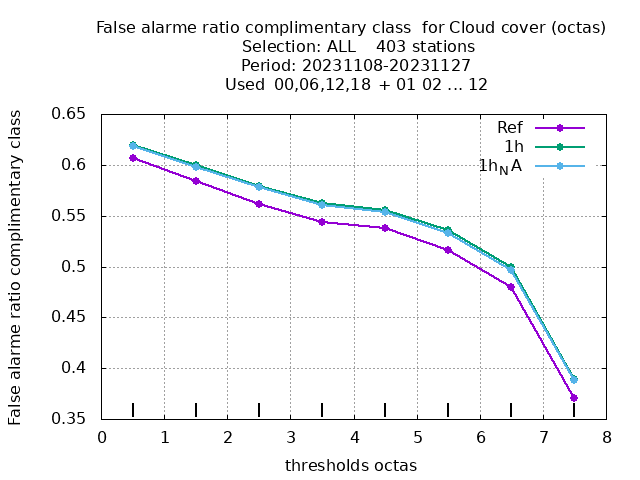 False alarme ratio complimentary class  for Cloud cover (octas)
Selection: ALL    403 stations
Period: 20231108-20231127
Used  00,06,12,18  + 01 02 ... 12
False alarme ratio complimentary class
0.65
0.6
0.55
0.5
0.45
0.4
0.35
Ref
1h
1h_NA
0 1 2 3 4 5 6 7 8
thresholds octas